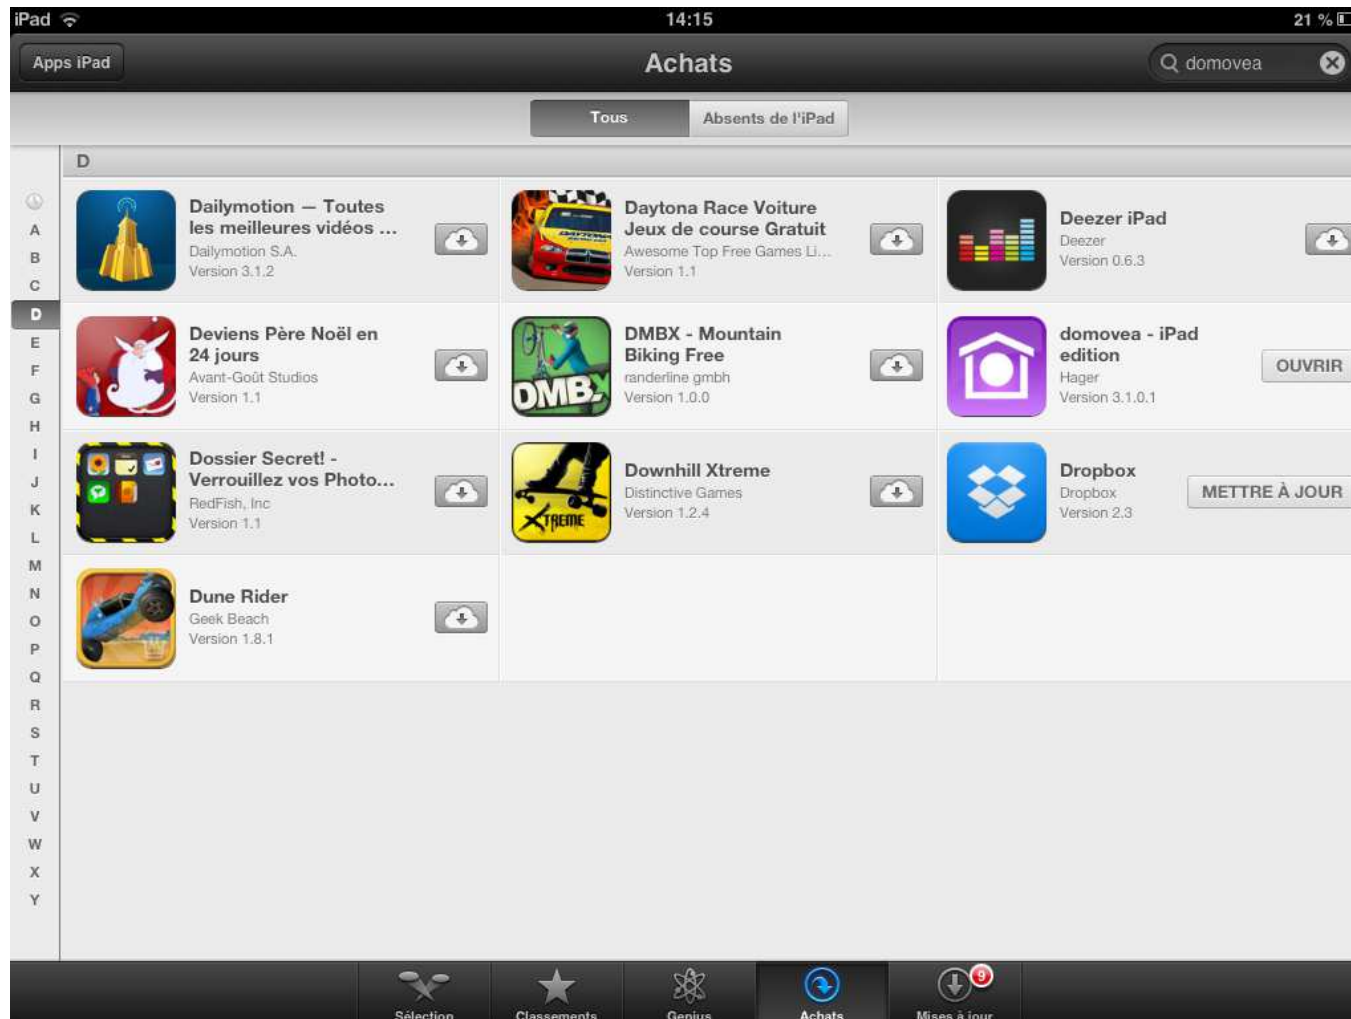 iPad
14:15
21 %
Apps iPad
Achats
domovea
Tous
Absents de l'iPad
D
Dailymotion — Toutes
les meilleures vidéos ...
Dailymotion S.A.
Version 3.1.2
Daytona Race Voiture
Jeux de course Gratuit
Awesome Top Free Games Li...
Version 1.1
Deezer iPad
Deezer
Version 0.6.3
Deviens Père Noël en
24 jours
Avant-Goût Studios
Version 1.1
DMBX
DMBX - Mountain
Biking Free
randerline gmbh
Version 1.0.0
domovea - iPad
edition
Hager
Version 3.1.0.1
OUVRIR
Dossier Secret! -
Verrouillez vos Photo...
RedFish, Inc
Version 1.1
XTREME
Downhill Xtreme
Distinctive Games
Version 1.2.4
Dropbox
Dropbox
Version 2.3
METTRE À JOUR
Dune Rider
Geek Beach
Version 1.8.1
A
B
C
D
E
F
G
H
I
J
K
L
M
N
O
P
Q
R
S
T
U
V
W
X
Y
Sélection
Classements
Genius
Achats
9
Mises à jour